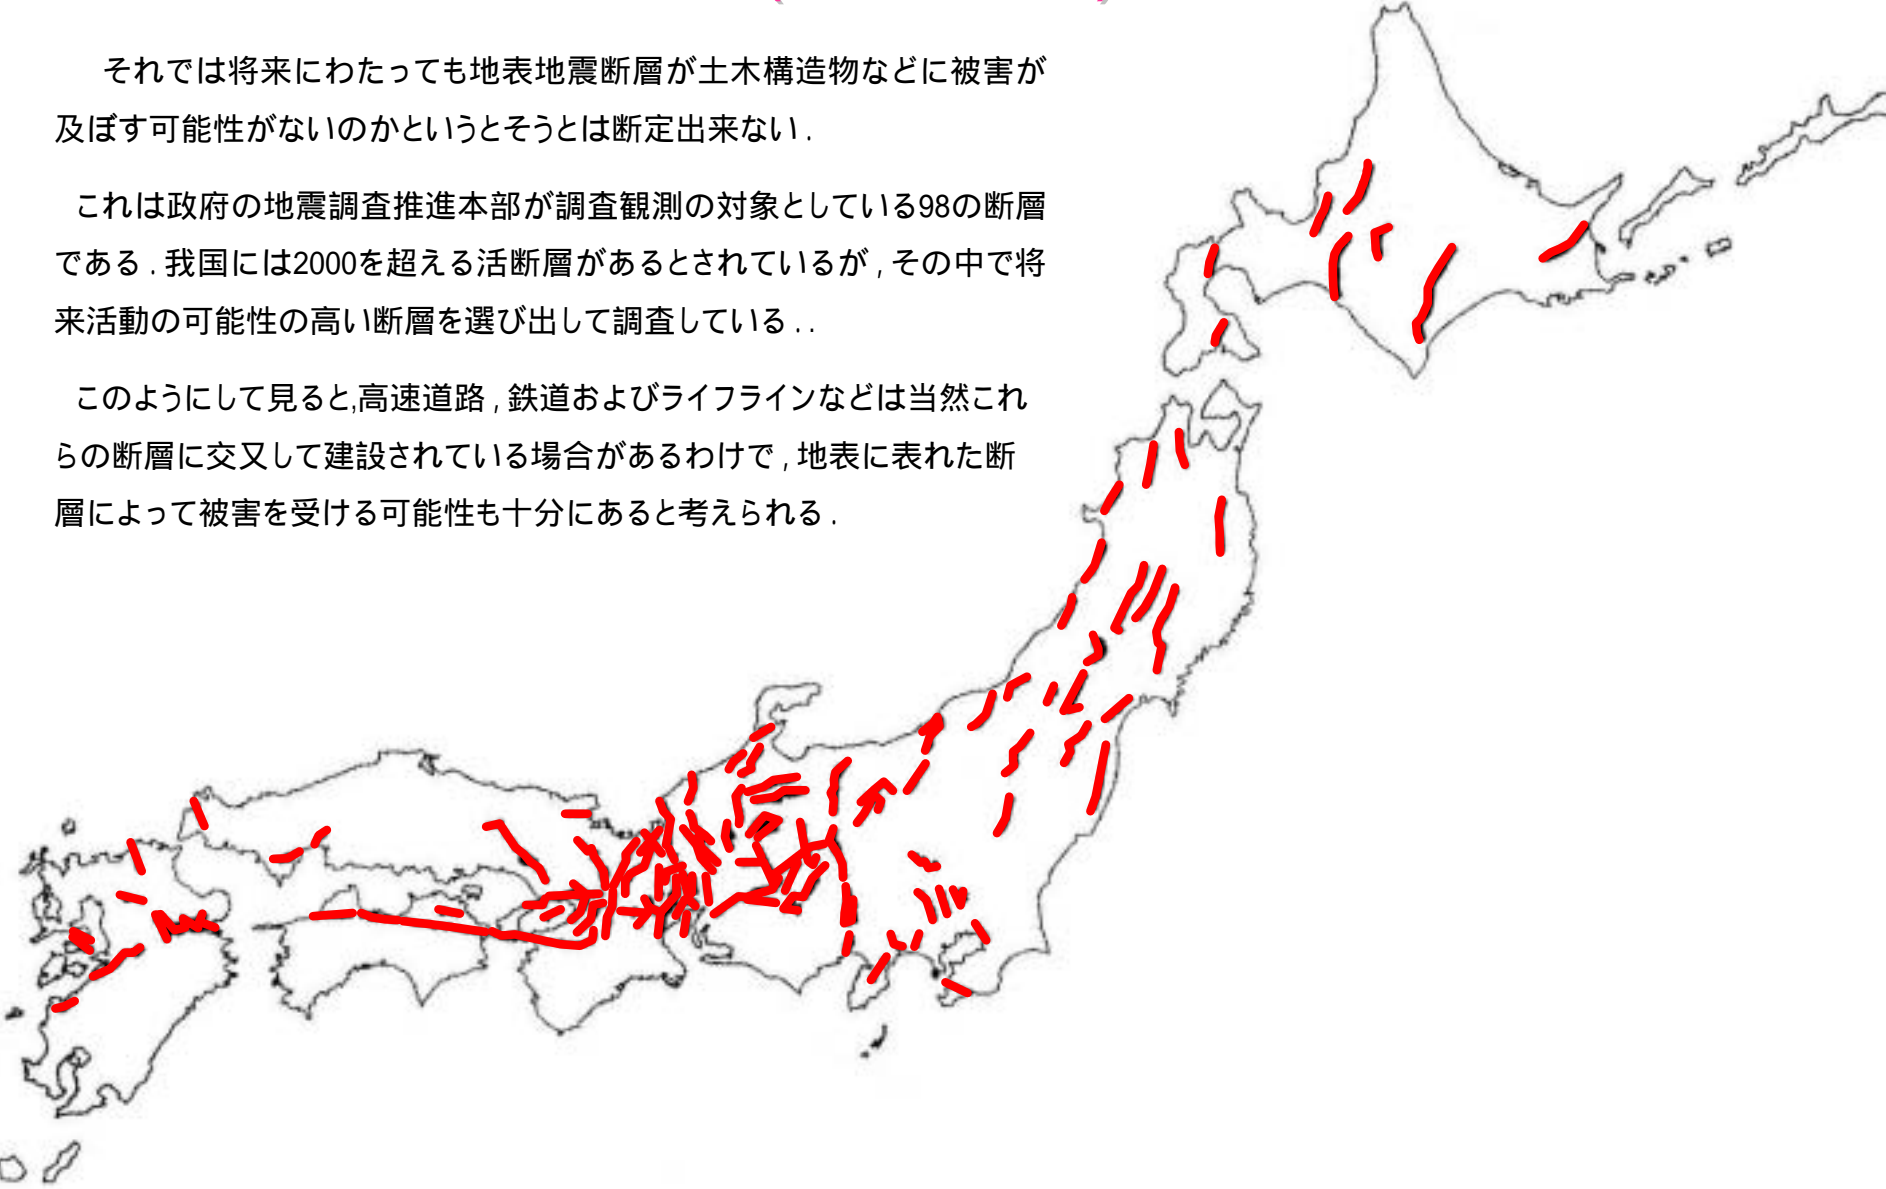 それでは将来にわたっても地表地震断層が土木構造物などに被害が
及ぼす可能性がないのかというとそうとは断定出来ない．
これは政府の地震調査推進本部が調査観測の対象としている98の断層
である．我国には2000を超える活断層があるとされているが，その中で将
来活動の可能性の高い断層を選び出して調査している．．
このようにして見ると,高速道路，鉄道およびライフラインなどは当然これ
らの断層に交又して建設されている場合があるわけで，地表に表れた断
層によって被害を受ける可能性も十分にあると考えられる．